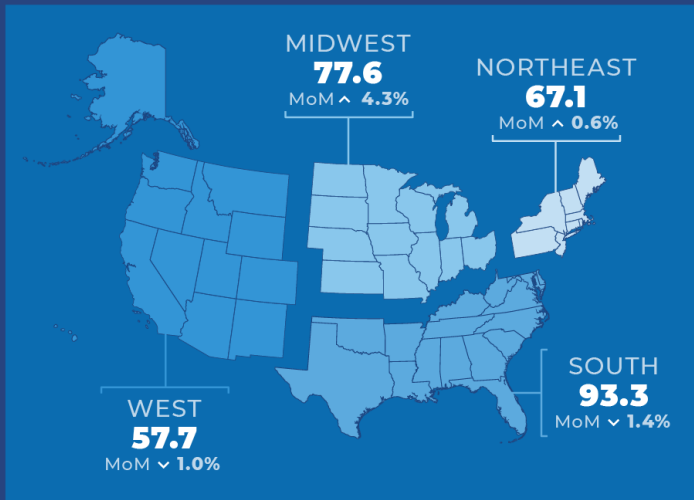 MIDWEST
77.6
MoM ^ 4.3%
NORTHEAST
67.1
MoM ^ 0.6%
SOUTH
93.3
MoM ⌄ 1.4%
WEST
57.7
MoM ⌄ 1.0%